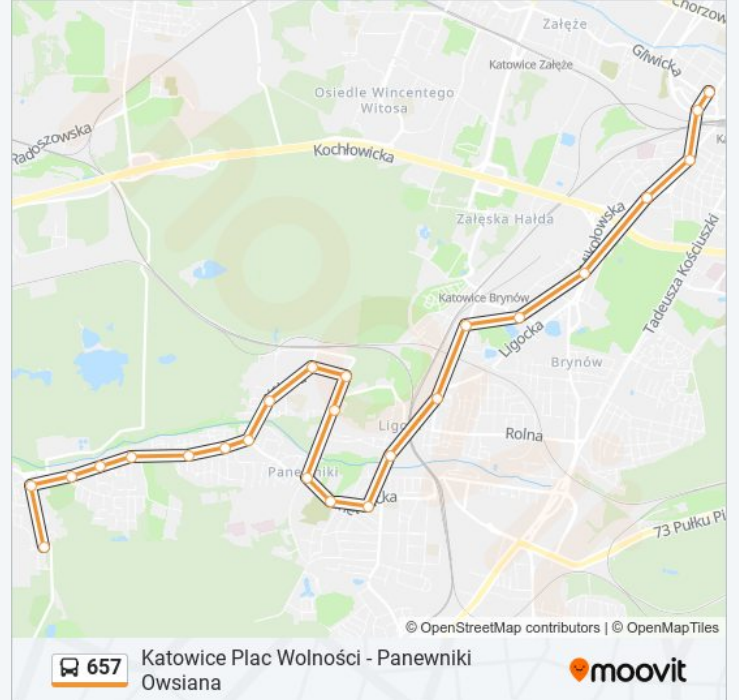 Chorzow
Załęże
Gliwicka
Katowice Załęże
Osiedle Wincentego
Witosa
Radoszowska
Kochłowicka
Załęska Hałda
Mikołowska
Tadeusza Kościuszki
Katowice Brynów
Ligocka
Brynów
Rolna
73 Pułku Pi
© OpenStreetMap contributors | © OpenMapTiles
657
Katowice Plac Wolności - Panewniki
Owsiana
moovit